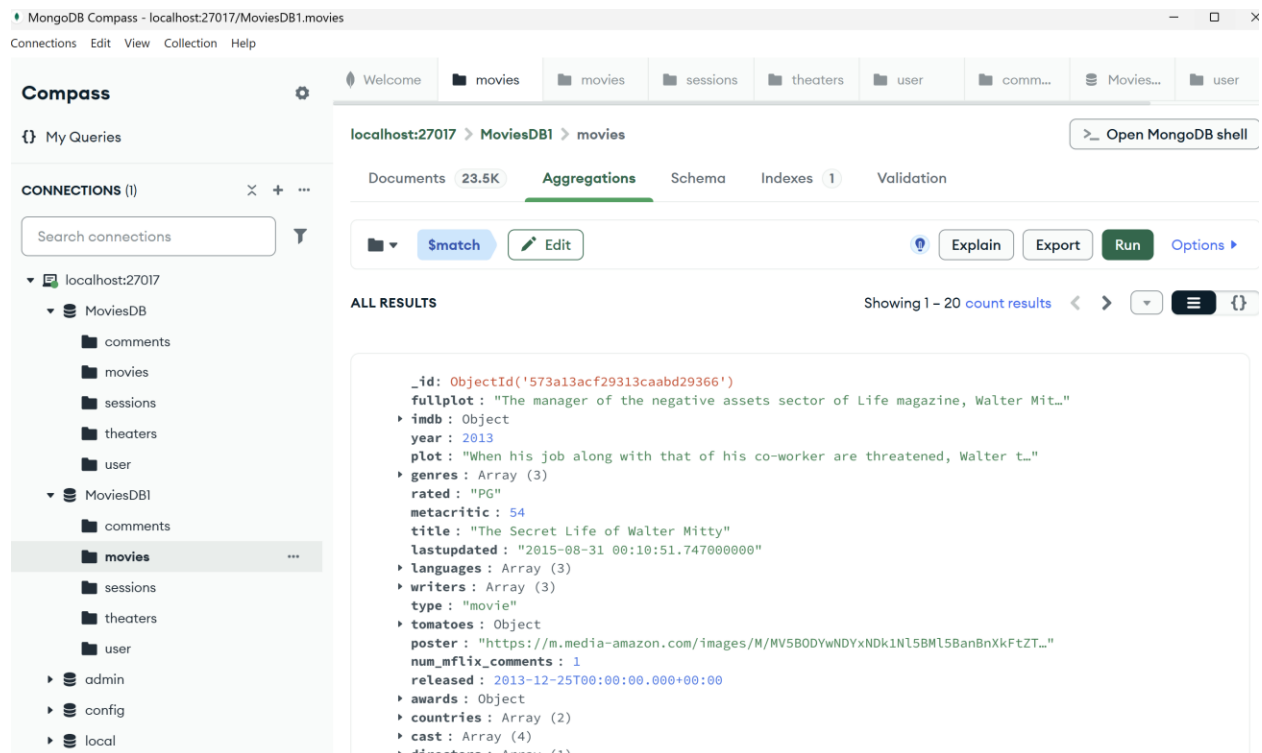 MongoDB Compass - localhost:27017/MoviesDB1.movies
Connections Edit View Collection Help
Compass
{} My Queries
CONNECTIONS (1)
Search connections
localhost:27017
MoviesDB
comments
movies
sessions
theaters
user
MoviesDB1
comments
movies
sessions
theaters
user
admin
config
local
Welcome movies movies sessions theaters user comm... Movies... user
localhost:27017 > MoviesDB1 > movies
>_ Open MongoDB shell
Documents 23.5K Aggregations Schema Indexes 1 Validation
$match Edit Explain Export Run Options
ALL RESULTS Showing 1 – 20 count results {}
_id: ObjectId('573a13acf29313caabd29366')
fullplot : "The manager of the negative assets sector of Life magazine, Walter Mit…"
imdb : Object
year : 2013
plot : "When his job along with that of his co-worker are threatened, Walter t…"
genres : Array (3)
rated : "PG"
metacritic : 54
title : "The Secret Life of Walter Mitty"
lastupdated : "2015-08-31 00:10:51.747000000"
languages : Array (3)
writers : Array (3)
type : "movie"
tomatoes : Object
poster : "https://m.media-amazon.com/images/M/MV5BODYwNDYxNDk1Nl5BMl5BanBnXkFtZT…"
num_mflix_comments : 1
released : 2013-12-25T00:00:00.000+00:00
awards : Object
countries : Array (2)
cast : Array (4)
directors : Array (1)